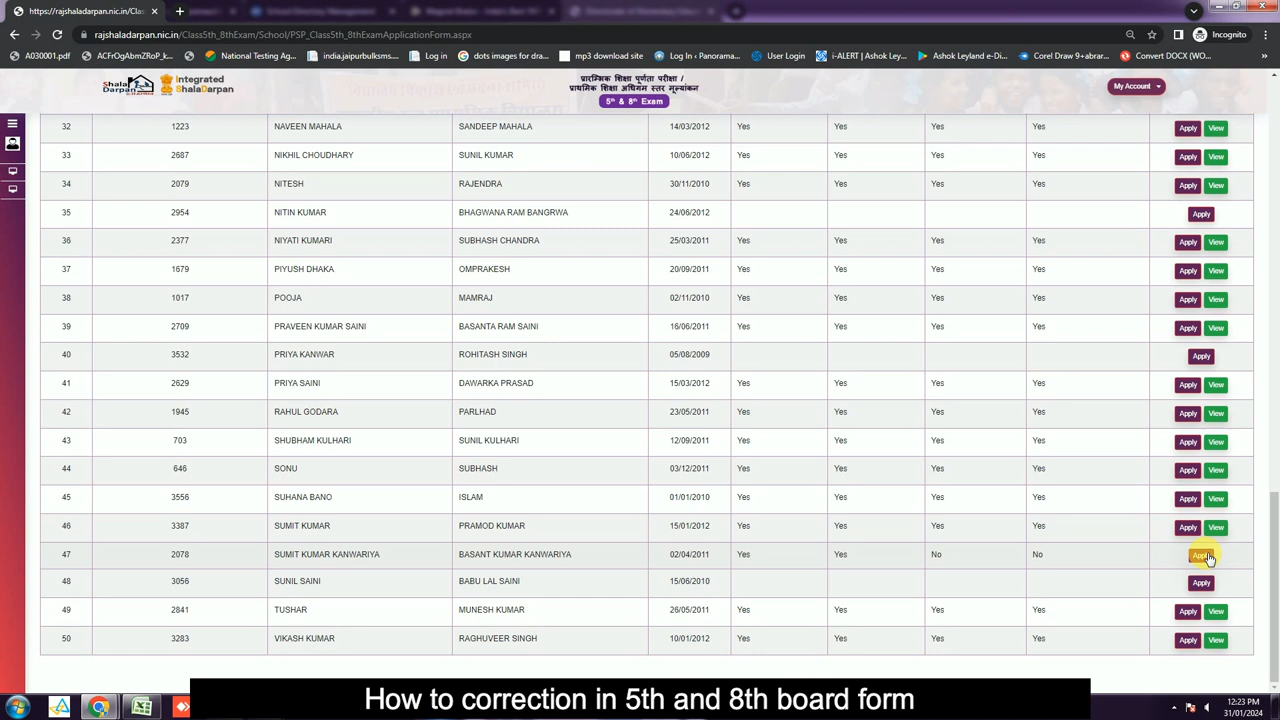 https://rajshaladarpan.nic.in/Clas
rajshaladarpan.nic.in/Class5th_8thExam/School/PSP_Class5th_8thExamApplicationForm.aspx
Incognito
A030001.pdf ACFrOgAbmZR0P_k... india.jaipurbulksms... Log in dots images for dra... mp3 download site Log In ‹ Panorama... User Login i-ALERT | Ashok Ley... Ashok Leyland e-Di... Corel Draw 9+abrar... Convert DOCX (WO... »
Shala Darpan Integrated ShalaDarpan
प्रारम्भिक शिक्षा पूर्णता परीक्षा /
प्राथमिक शिक्षा अधिगम स्तर मूल्यांकन
5th & 8th Exam
My Account
32 1223 NAVEEN MAHALA SANDEEP MAHALA 14/03/2012 Yes Yes Yes Yes Apply View
33 2687 NIKHIL CHOUDHARY SUNIL KUMAR 10/06/2012 Yes Yes Yes Yes Apply View
34 2079 NITESH RAJENDRA 30/11/2010 Yes Yes Yes Yes Apply View
35 2954 NITIN KUMAR BHAGWANA RAM BANGRWA 24/06/2012 Apply
36 2377 NIYATI KUMARI SUBHASH CHANDRA 25/03/2011 Yes Yes Yes Yes Apply View
37 1679 PIYUSH DHAKA OMPRAKESH 20/09/2011 Yes Yes Yes Yes Apply View
38 1017 POOJA MAMRAJ 02/11/2010 Yes Yes Yes Yes Apply View
39 2709 PRAVEEN KUMAR SAINI BASANTA RAM SAINI 16/06/2011 Yes Yes Yes Yes Apply View
40 3532 PRIYA KANWAR ROHITASH SINGH 05/08/2009 Apply
41 2629 PRIYA SAINI DAWARKA PRASAD 15/03/2012 Yes Yes Yes Yes Apply View
42 1945 RAHUL GODARA PARLHAD 23/05/2011 Yes Yes Yes Yes Apply View
43 703 SHUBHAM KULHARI SUNIL KULHARI 12/09/2011 Yes Yes Yes Yes Apply View
44 646 SONU SUBHASH 03/12/2011 Yes Yes Yes Yes Apply View
45 3556 SUHANA BANO ISLAM 01/01/2010 Yes Yes Yes Yes Apply View
46 3387 SUMIT KUMAR PRAMOD KUMAR 15/01/2012 Yes Yes Yes Yes Apply View
47 2078 SUMIT KUMAR KANWARIYA BASANT KUMAR KANWARIYA 02/04/2011 Yes Yes No No Apply
48 3056 SUNIL SAINI BABU LAL SAINI 15/06/2010 Apply
49 2841 TUSHAR MUNESH KUMAR 26/05/2011 Yes Yes Yes Yes Apply View
50 3283 VIKASH KUMAR RAGHUVEER SINGH 10/01/2012 Yes Yes Yes Yes Apply View
How to correction in 5th and 8th board form
12:23 PM
31/01/2024